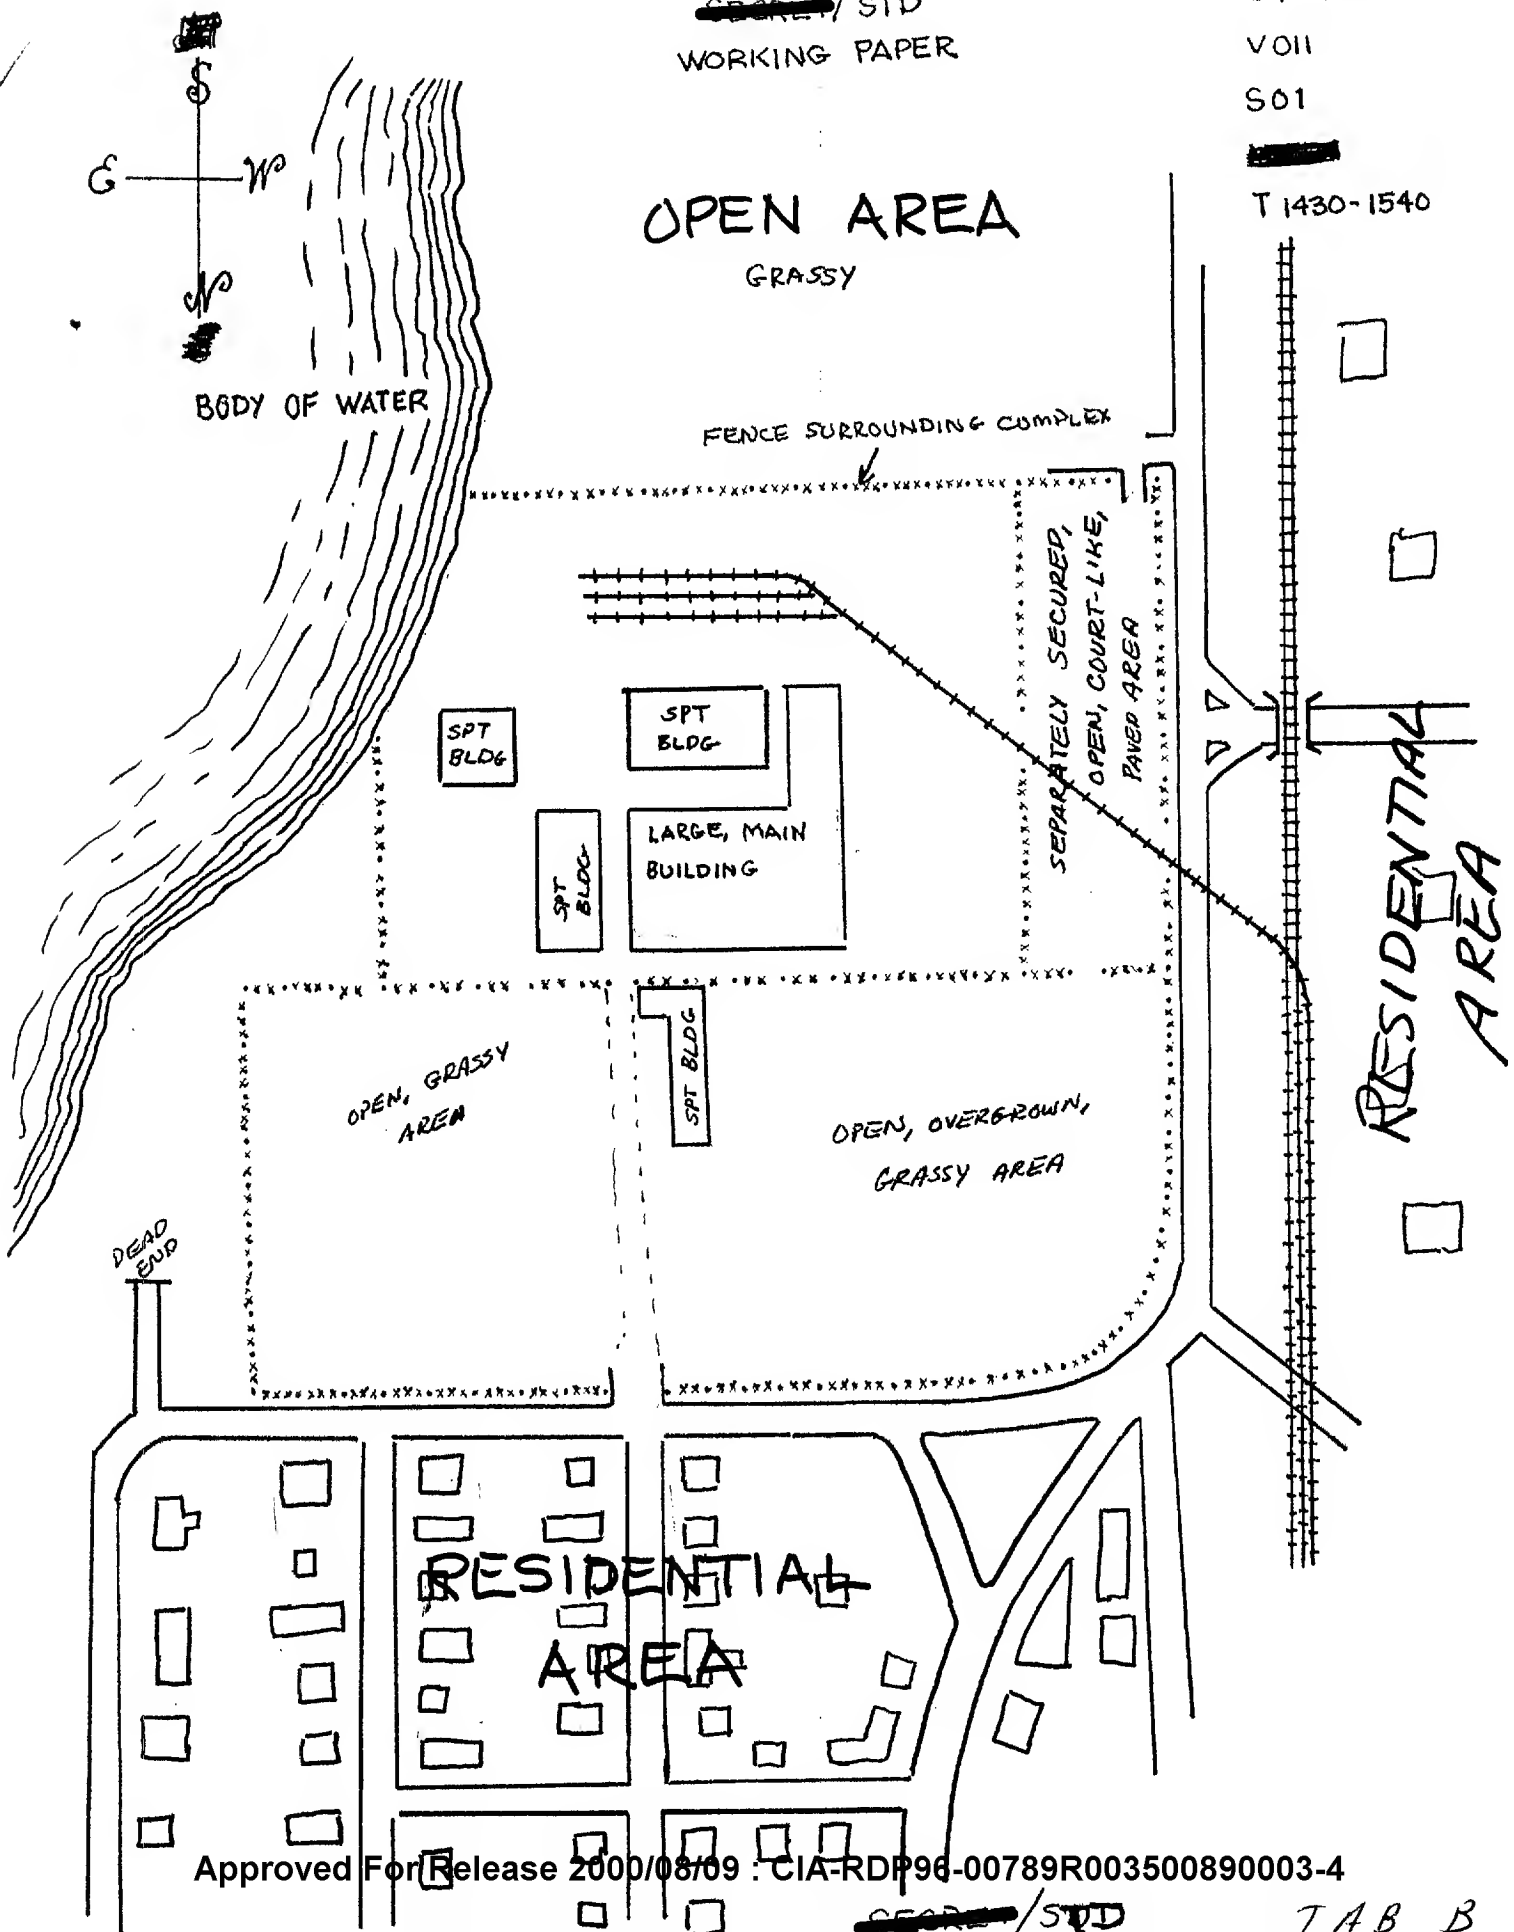 / STD
WORKING PAPER
V011
S01
T 1430-1540
S
E W
N
OPEN AREA
GRASSY
BODY OF WATER
FENCE SURROUNDING COMPLEX
SEPARATELY SECURED,
OPEN, COURT-LIKE,
PAVED AREA
SPT
BLDG
SPT
BLDG
LARGE, MAIN
BUILDING
SPT
BLDG
RESIDENTIAL
AREA
SPT BLDG
OPEN, GRASSY
AREA
OPEN, OVERGROWN,
GRASSY AREA
DEAD
END
RESIDENTIAL
AREA
Approved For Release 2000/08/09 : CIA-RDP96-00789R003500890003-4
SECRET/STD
TAB B